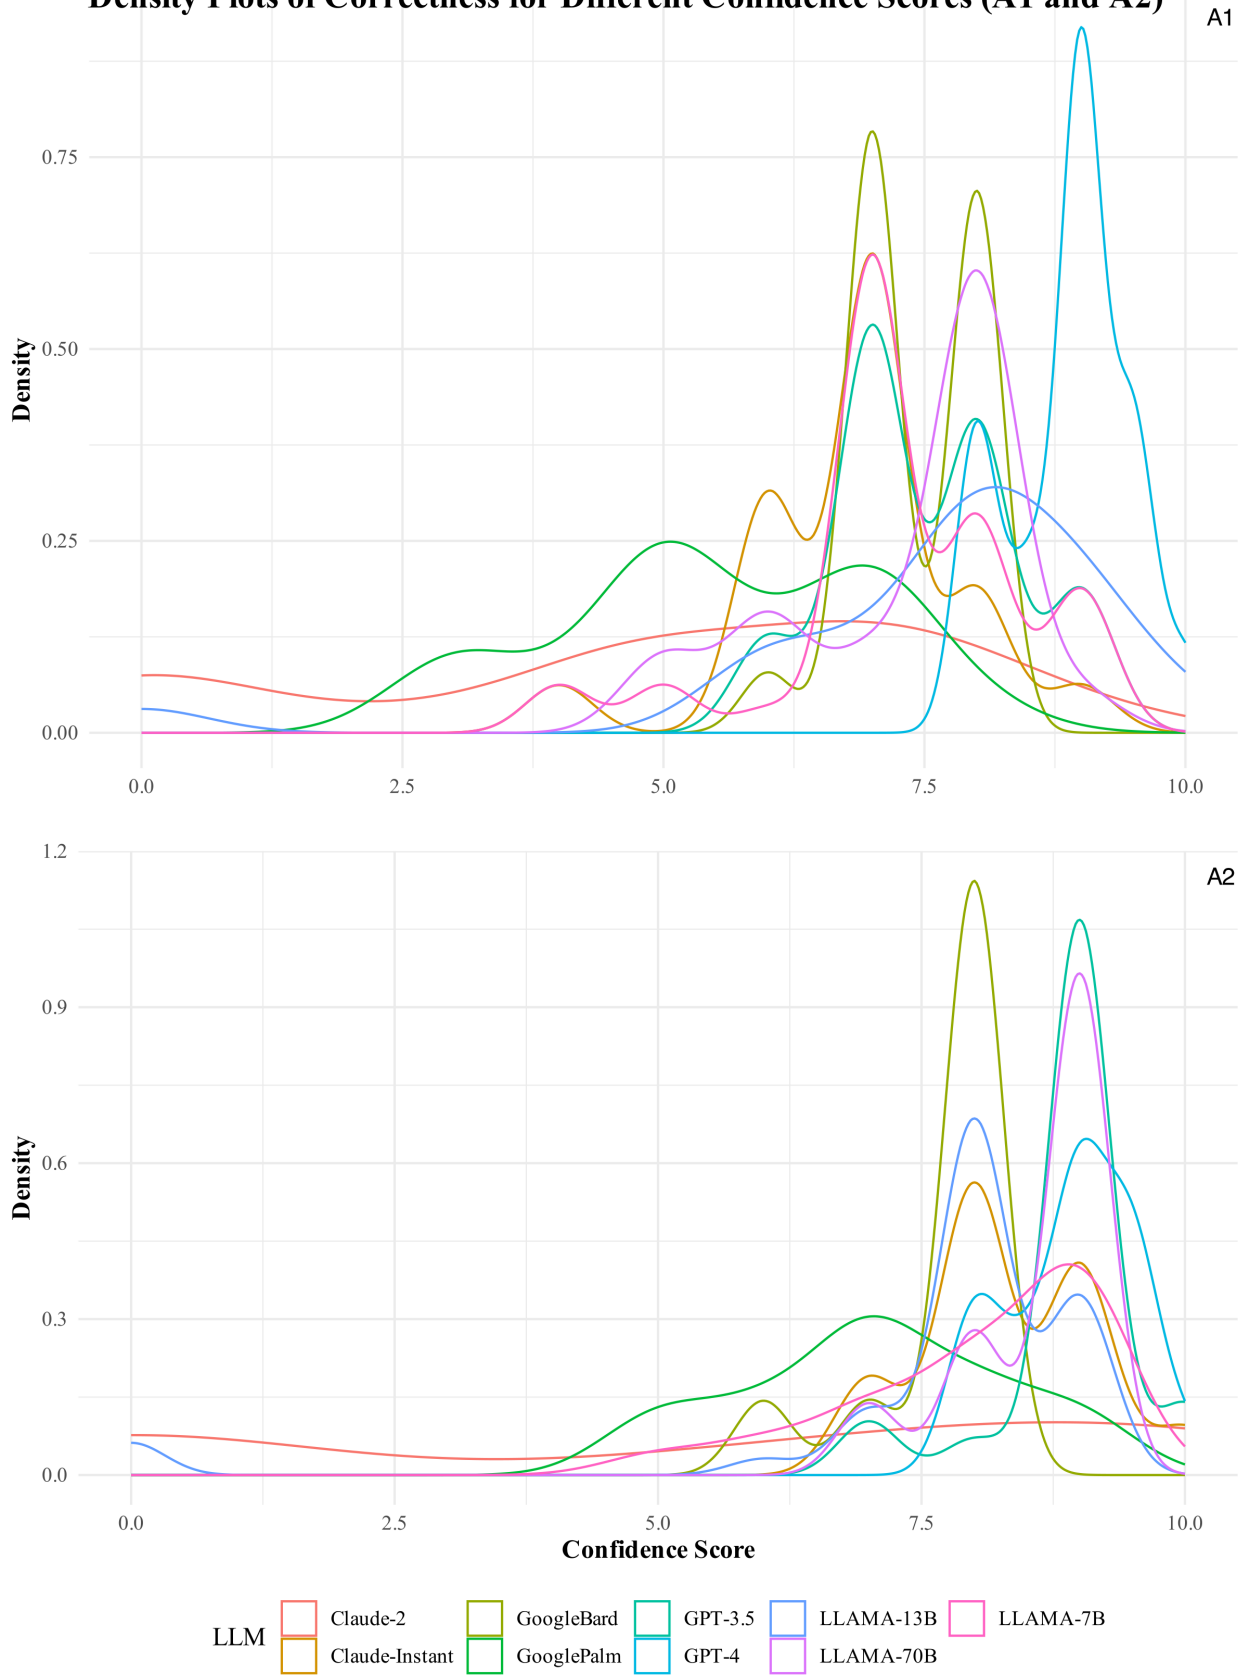 Density Plots of Correctness for Different Confidence Scores (A1 and A2)
A1
0.75
0.50
0.25
0.00
Density
0.0 2.5 5.0 7.5 10.0
1.2
A2
0.9
0.6
0.3
0.0
Density
0.0 2.5 5.0 7.5 10.0
Confidence Score
LLM
Claude-2 GoogleBard GPT-3.5 LLAMA-13B LLAMA-7B
Claude-Instant GooglePalm GPT-4 LLAMA-70B